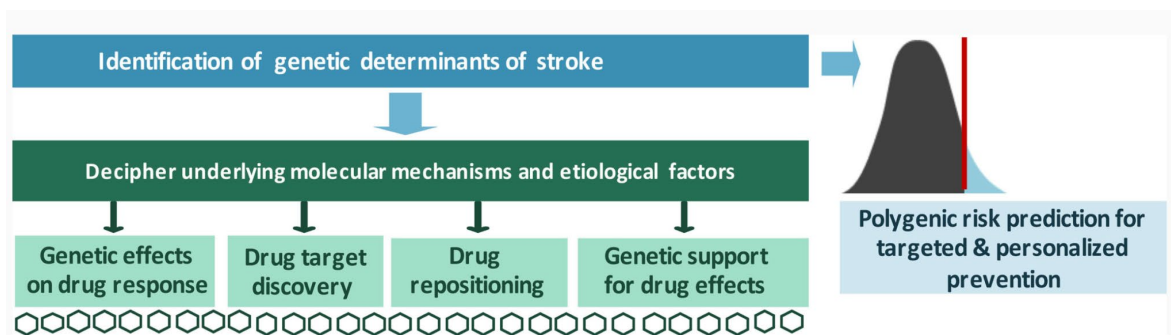 Identification of genetic determinants of stroke
Decipher underlying molecular mechanisms and etiological factors
Genetic effects
on drug response
Drug target
discovery
Drug
repositioning
Genetic support
for drug effects
Polygenic risk prediction for
targeted & personalized
prevention